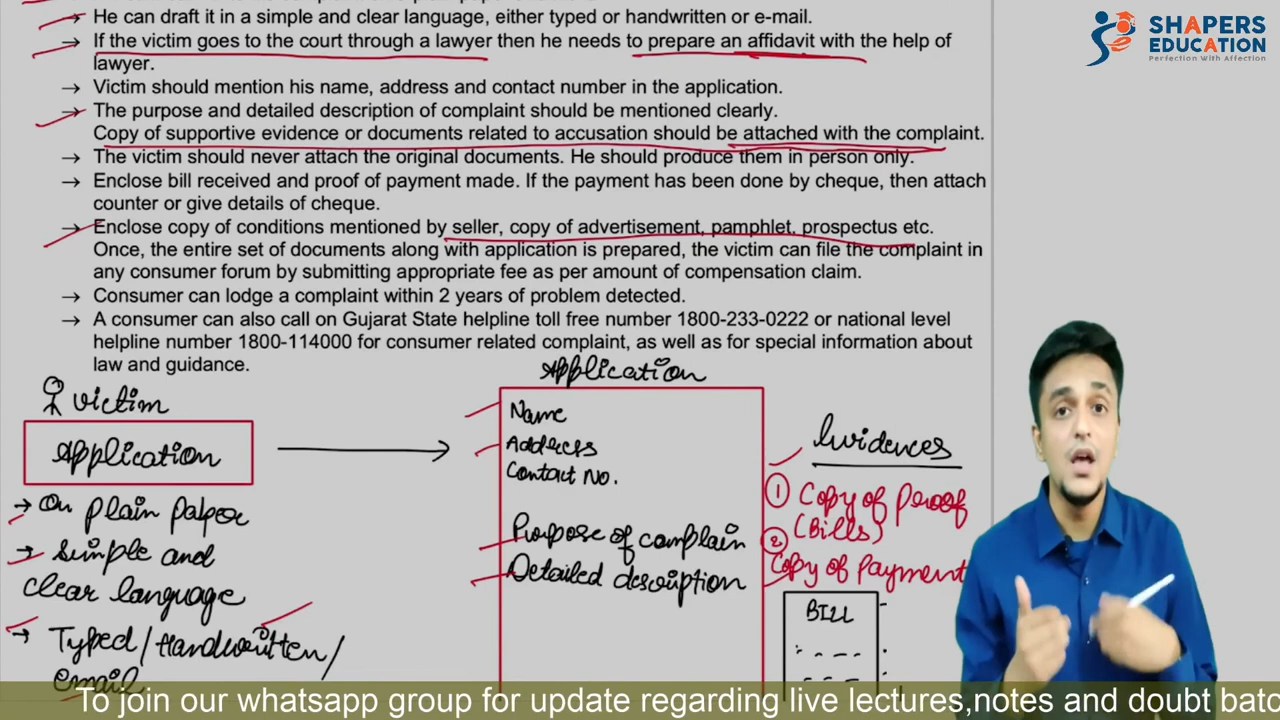 SHAPERS
EDUCATION
Perfection With Affection
→ He can draft it in a simple and clear language, either typed or handwritten or e-mail.
→ If the victim goes to the court through a lawyer then he needs to prepare an affidavit with the help of
lawyer.
→ Victim should mention his name, address and contact number in the application.
→ The purpose and detailed description of complaint should be mentioned clearly.
Copy of supportive evidence or documents related to accusation should be attached with the complaint.
→ The victim should never attach the original documents. He should produce them in person only.
→ Enclose bill received and proof of payment made. If the payment has been done by cheque, then attach
counter or give details of cheque.
→ Enclose copy of conditions mentioned by seller, copy of advertisement, pamphlet, prospectus etc.
Once, the entire set of documents along with application is prepared, the victim can file the complaint in
any consumer forum by submitting appropriate fee as per amount of compensation claim.
→ Consumer can lodge a complaint within 2 years of problem detected.
→ A consumer can also call on Gujarat State helpline toll free number 1800-233-0222 or national level
helpline number 1800-114000 for consumer related complaint, as well as for special information about
law and guidance.
victim
Application
→ On plain paper
→ Simple and
clear language
→ Typed/Handwritten/
email
Application
Name
Address
Contact No.
Purpose of complain
Detailed description
Evidences
① Copy of Proof
(Bills)
② Copy of Payment
BILL
To join our whatsapp group for update regarding live lectures,notes and doubt batc